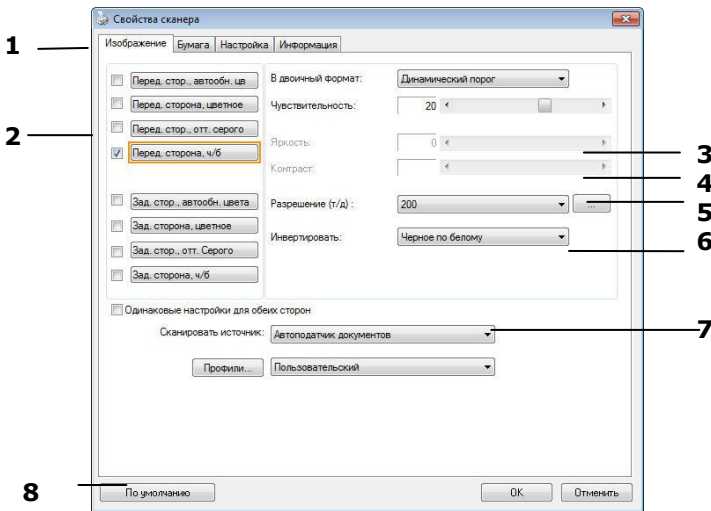 Свойства сканера
1
Изображение Бумага Настройка Информация
Перед. стор., автообн. цв
В двоичный формат: Динамический порог
Перед. сторона, цветное
Чувствительность: 20
2
Перед. стор., отт. серого
Яркость: 0
Перед. сторона, ч/б
3
Контраст:
4
Зад. стор., автообн. цвета
Разрешение (т/д) : 200 ...
5
Зад. сторона, цветное
Инвертировать: Черное по белому
6
Зад. стор., отт. Серого
Зад. сторона, ч/б
Одинаковые настройки для обеих сторон
Сканировать источник: Автоподатчик документов
7
Профили... Пользовательский
8
По умолчанию OK Отменить